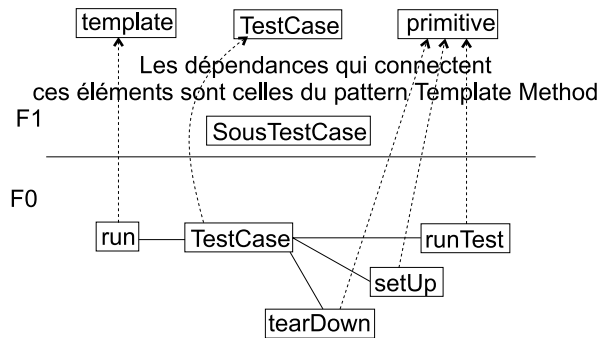 template TestCase primitive
Les dépendances qui connectent
ces éléments sont celles du pattern Template Method
F1
SousTestCase
F0
run TestCase runTest
setUp
tearDown